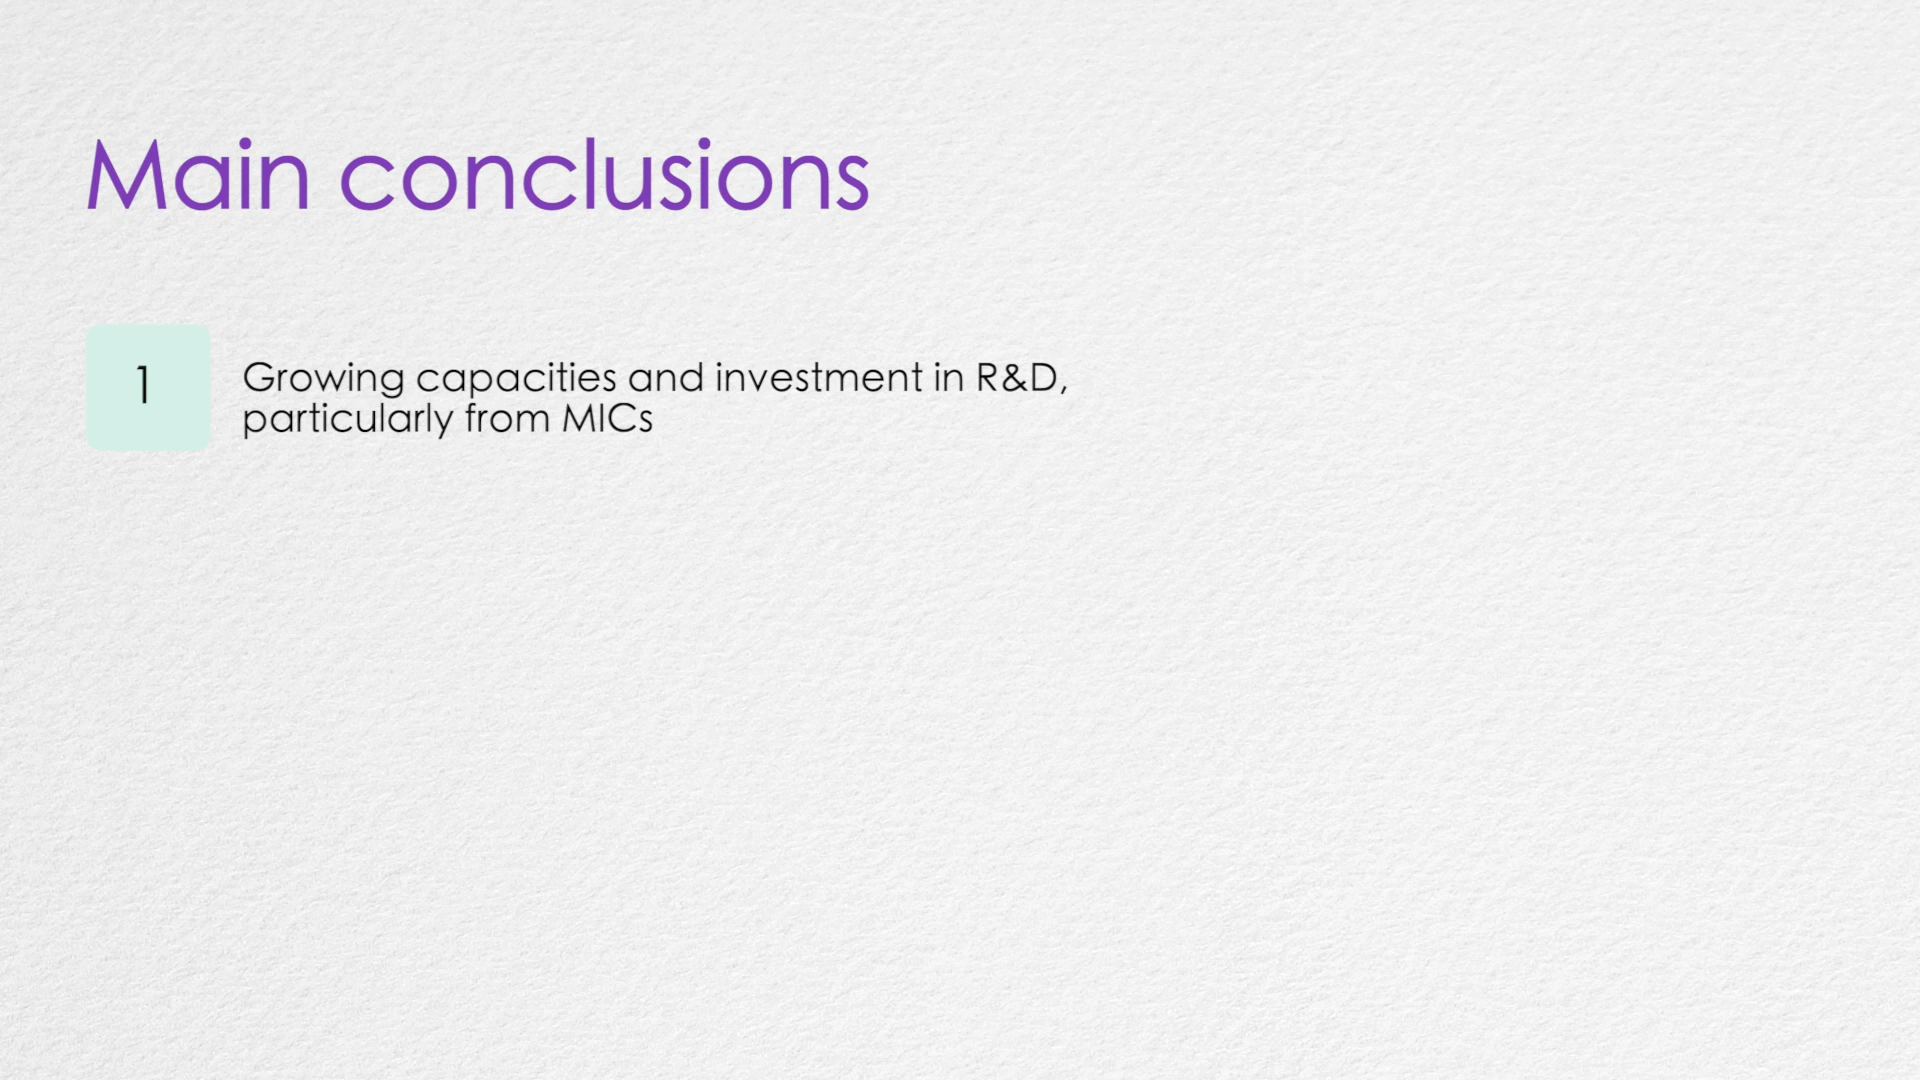 Main conclusions
1
Growing capacities and investment in R&D,
particularly from MICs